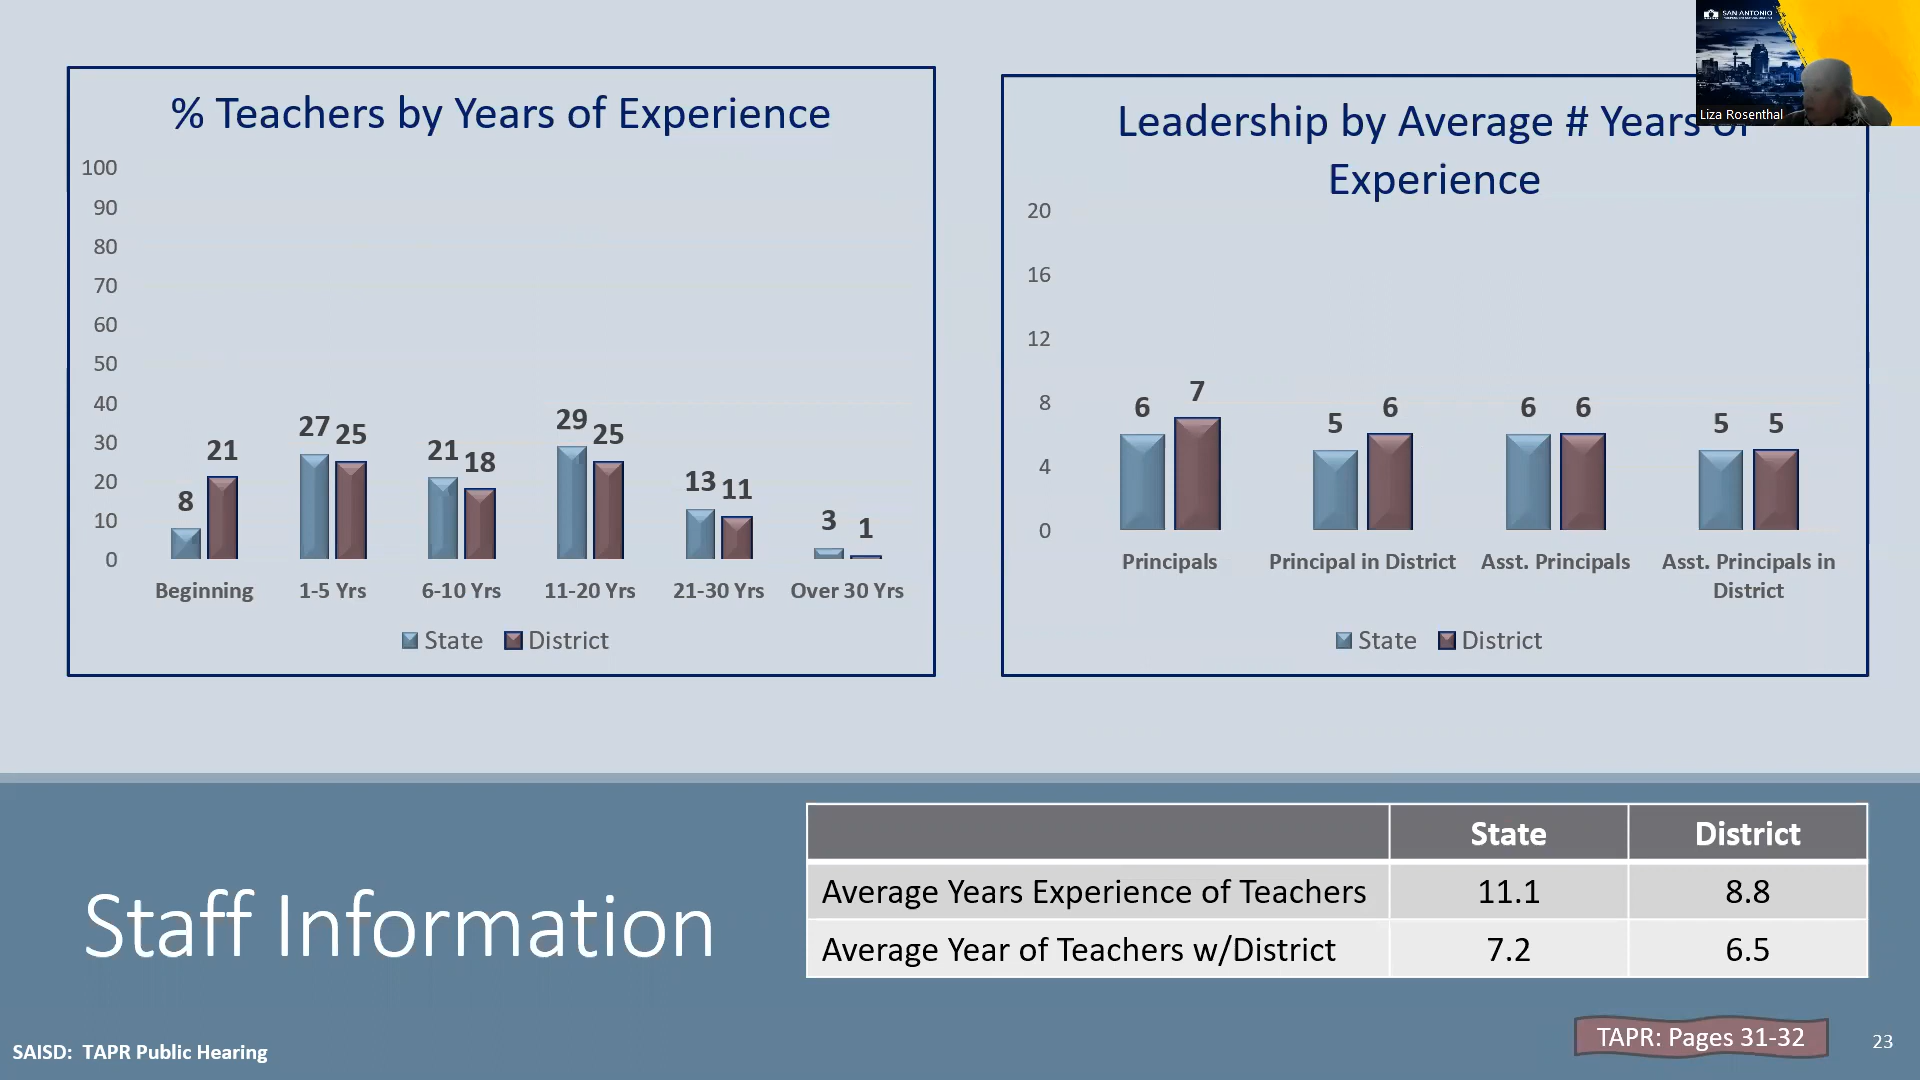 % Teachers by Years of Experience
100
90
80
70
60
50
40
30
20
10
0
8
21
27
25
21
18
29
25
13
11
3
1
Beginning
1-5 Yrs
6-10 Yrs
11-20 Yrs
21-30 Yrs
Over 30 Yrs
State
District
SAN ANTONIO
Liza Rosenthal
Leadership by Average # Years of
Experience
20
16
12
8
4
0
6
7
5
6
6
6
5
5
Principals
Principal in District
Asst. Principals
Asst. Principals in
District
State
District
Staff Information
State District
Average Years Experience of Teachers 11.1 8.8
Average Year of Teachers w/District 7.2 6.5
SAISD: TAPR Public Hearing
TAPR: Pages 31-32
23